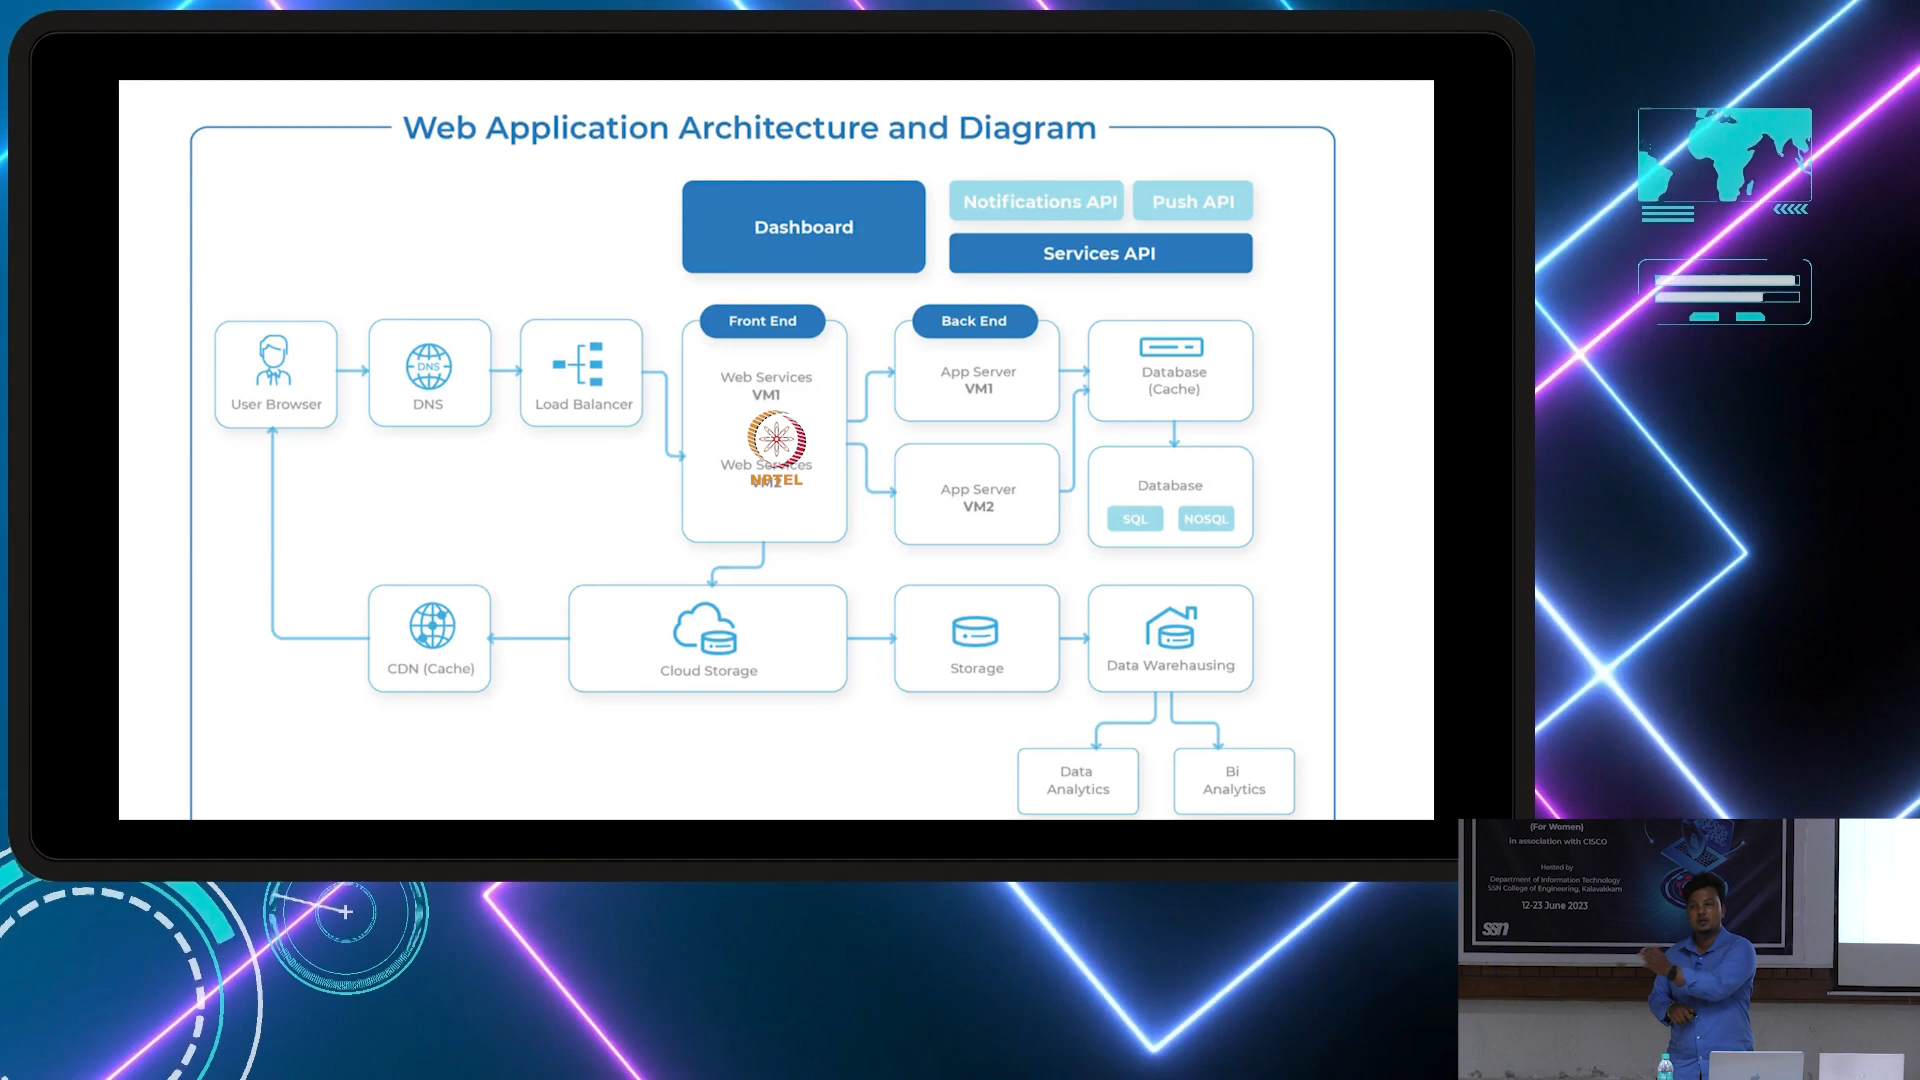 Web Application Architecture and Diagram
Dashboard
Notifications API
Push API
Services API
Front End
Back End
User Browser
DNS
DNS
Load Balancer
Web Services
VM1
Web Services
VM2
NPTEL
App Server
VM1
App Server
VM2
Database
(Cache)
Database
SQL
NOSQL
CDN (Cache)
Cloud Storage
Storage
Data Warehausing
Data
Analytics
Bi
Analytics
(For Women)
in association with CISCO
Hosted by
Department of Information Technology
SSN College of Engineering, Kalavakkam
12-23 June 2023
ssn